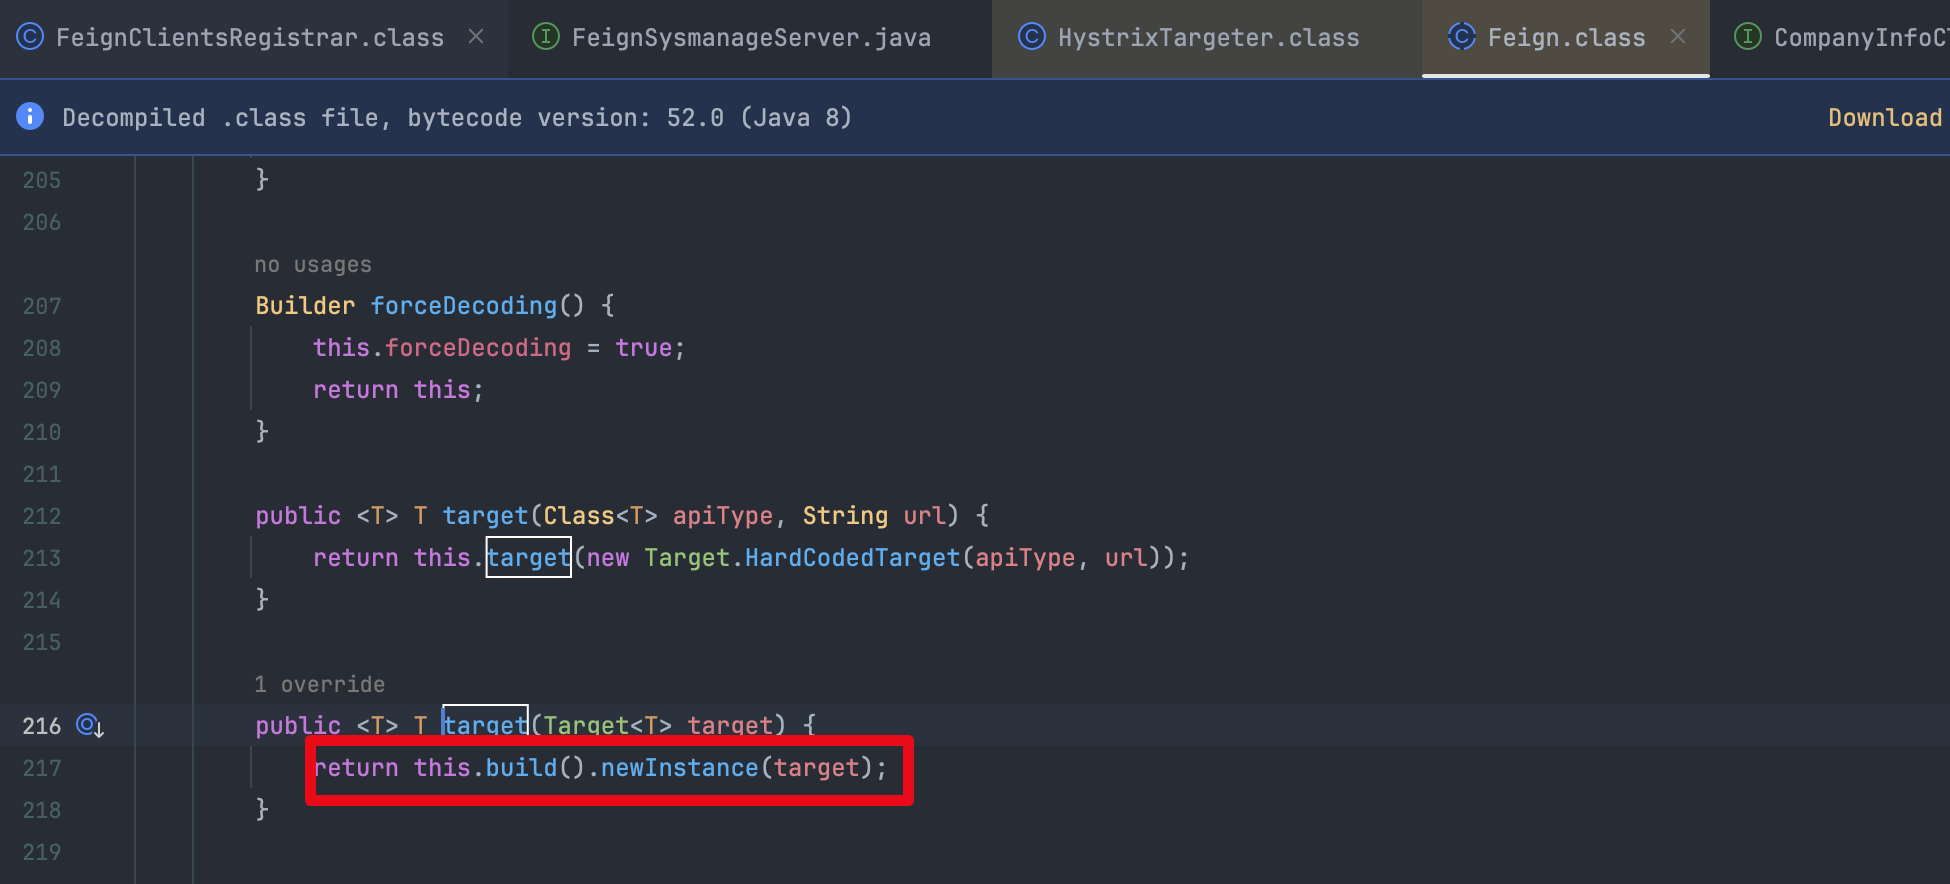 FeignClientsRegistrar.class FeignSysmanageServer.java HystrixTargeter.class Feign.class CompanyInfoCl
Decompiled .class file, bytecode version: 52.0 (Java 8) Download
205 }
206
no usages
207 Builder forceDecoding() {
208 this.forceDecoding = true;
209 return this;
210 }
211
212 public <T> T target(Class<T> apiType, String url) {
213 return this.target(new Target.HardCodedTarget(apiType, url));
214 }
215
1 override
216 public <T> T target(Target<T> target) {
217 return this.build().newInstance(target);
218 }
219